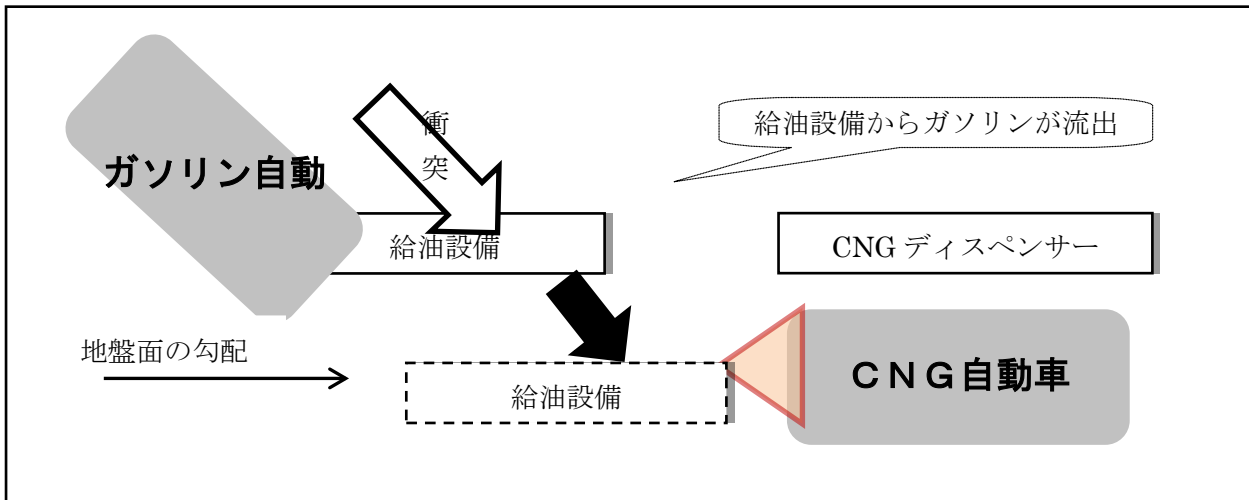 給油設備からガソリンが流出
衝
突
ガソリン自動
給油設備
CNG ディスペンサー
地盤面の勾配
給油設備
ＣＮＧ自動車